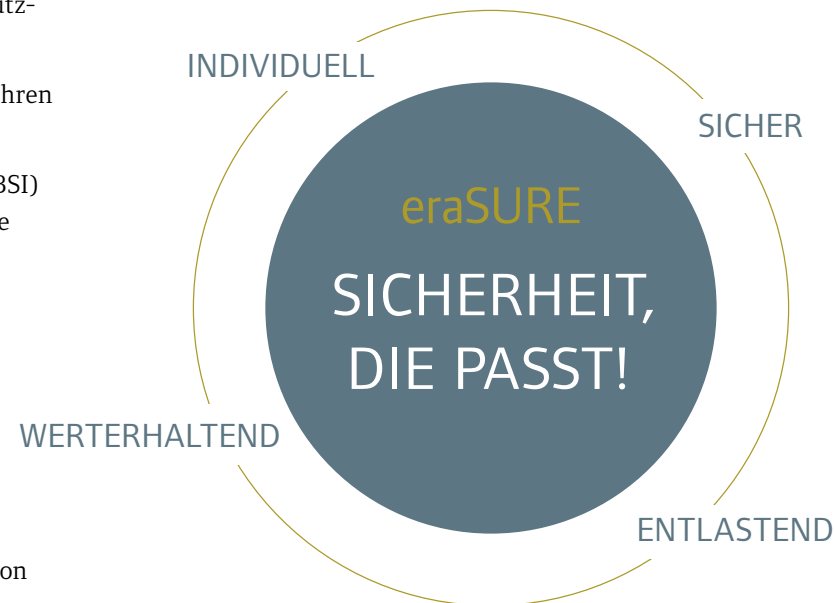 INDIVIDUELL
SICHER
eraSURE
SICHERHEIT,
DIE PASST!
WERTERHALTEND
ENTLASTEND